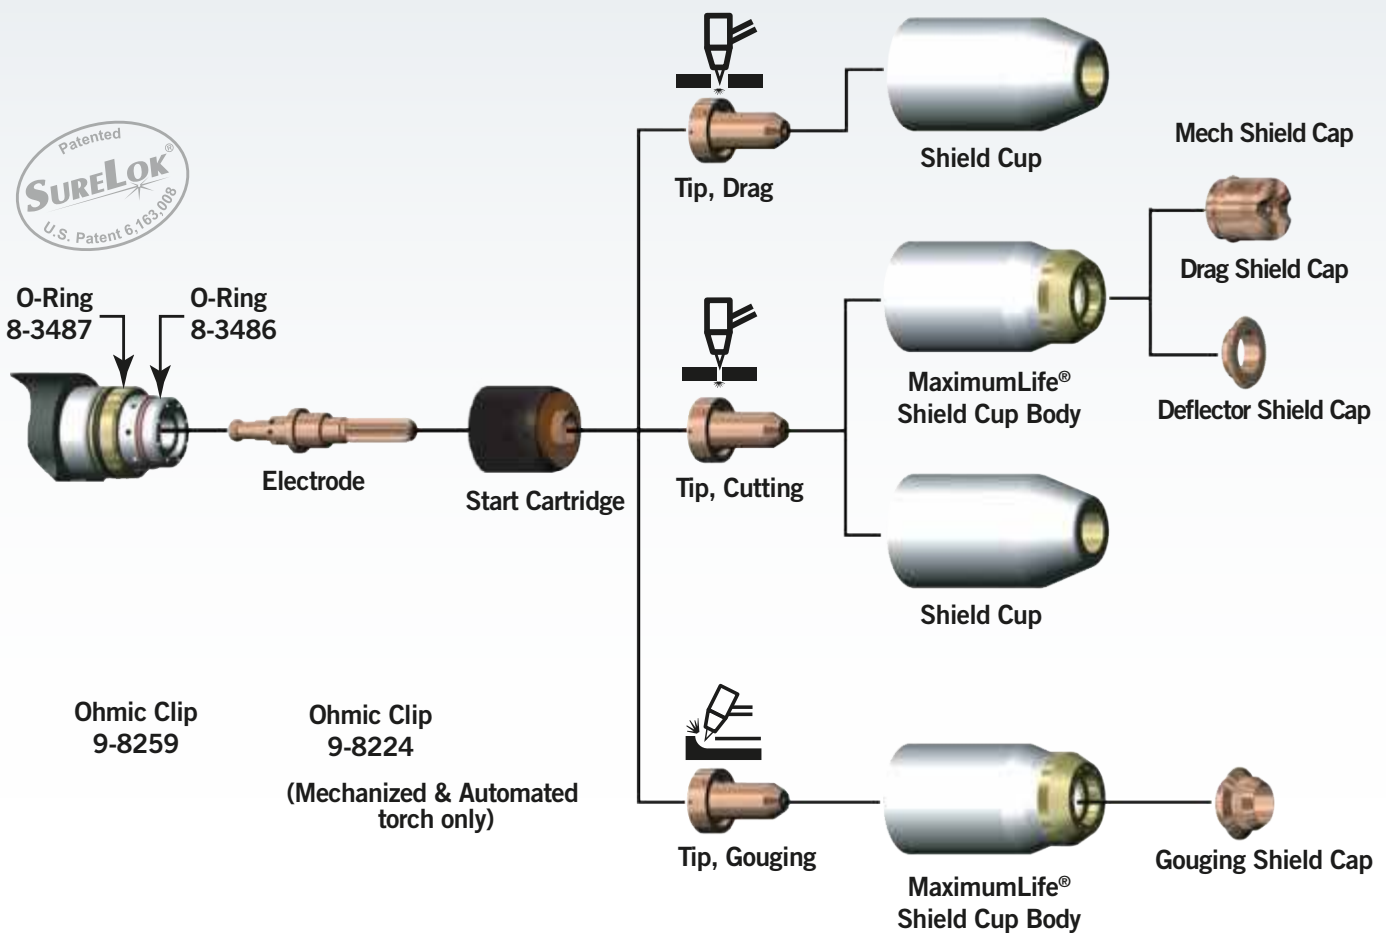 Patented
SURELOK®
U.S. Patent 6,163,008
O-Ring
8-3487
O-Ring
8-3486
Electrode
Start Cartridge
Tip, Drag
Shield Cup
Mech Shield Cap
Drag Shield Cap
Deflector Shield Cap
MaximumLife®
Shield Cup Body
Tip, Cutting
Shield Cup
Ohmic Clip
9-8259
Ohmic Clip
9-8224
(Mechanized & Automated
torch only)
Tip, Gouging
MaximumLife®
Shield Cup Body
Gouging Shield Cap